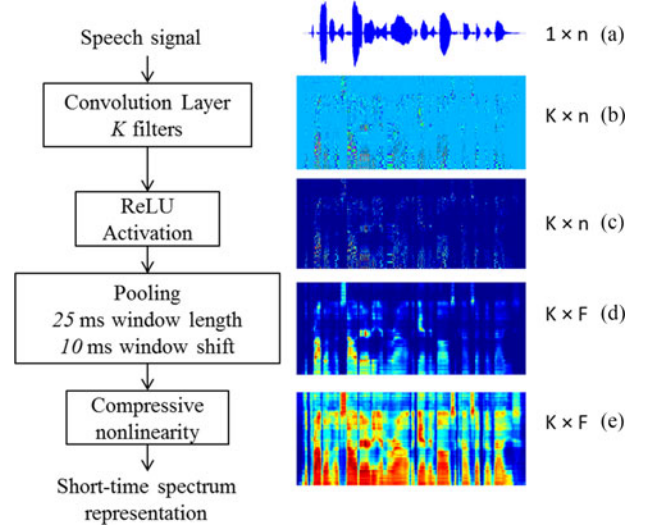 Speech signal
1 × n (a)
Convolution Layer
K filters
K × n (b)
ReLU
Activation
K × n (c)
Pooling
25 ms window length
10 ms window shift
K × F (d)
Compressive
nonlinearity
K × F (e)
Short-time spectrum
representation